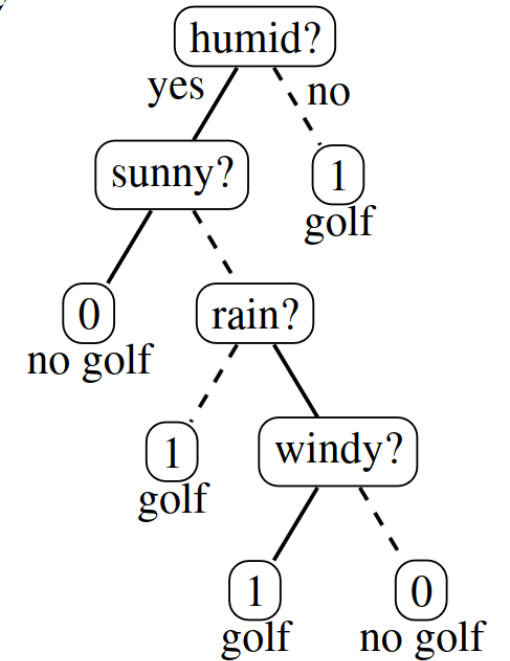 humid?
yes
no
sunny?
1
golf
0
no golf
rain?
1
golf
windy?
1
golf
0
no golf